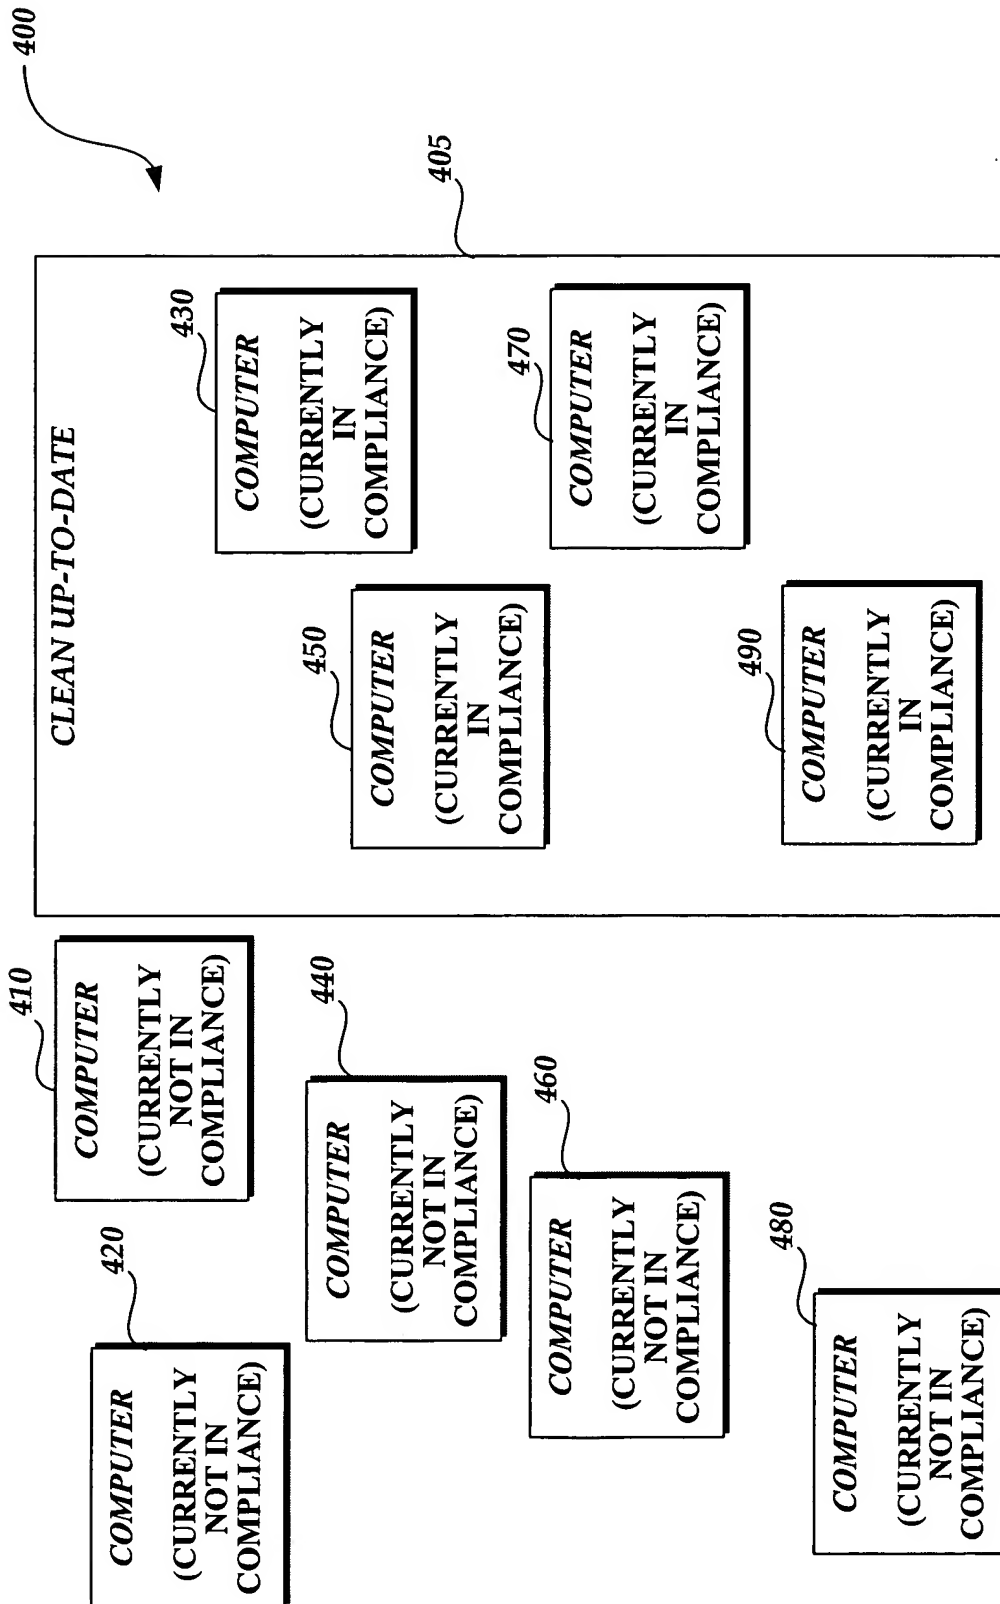 400
405
CLEAN UP-TO-DATE
410
COMPUTER
(CURRENTLY
NOT IN
COMPLIANCE)
420
COMPUTER
(CURRENTLY
NOT IN
COMPLIANCE)
430
COMPUTER
(CURRENTLY
IN
COMPLIANCE)
440
COMPUTER
(CURRENTLY
NOT IN
COMPLIANCE)
450
COMPUTER
(CURRENTLY
IN
COMPLIANCE)
460
COMPUTER
(CURRENTLY
NOT IN
COMPLIANCE)
470
COMPUTER
(CURRENTLY
IN
COMPLIANCE)
480
COMPUTER
(CURRENTLY
NOT IN
COMPLIANCE)
490
COMPUTER
(CURRENTLY
IN
COMPLIANCE)